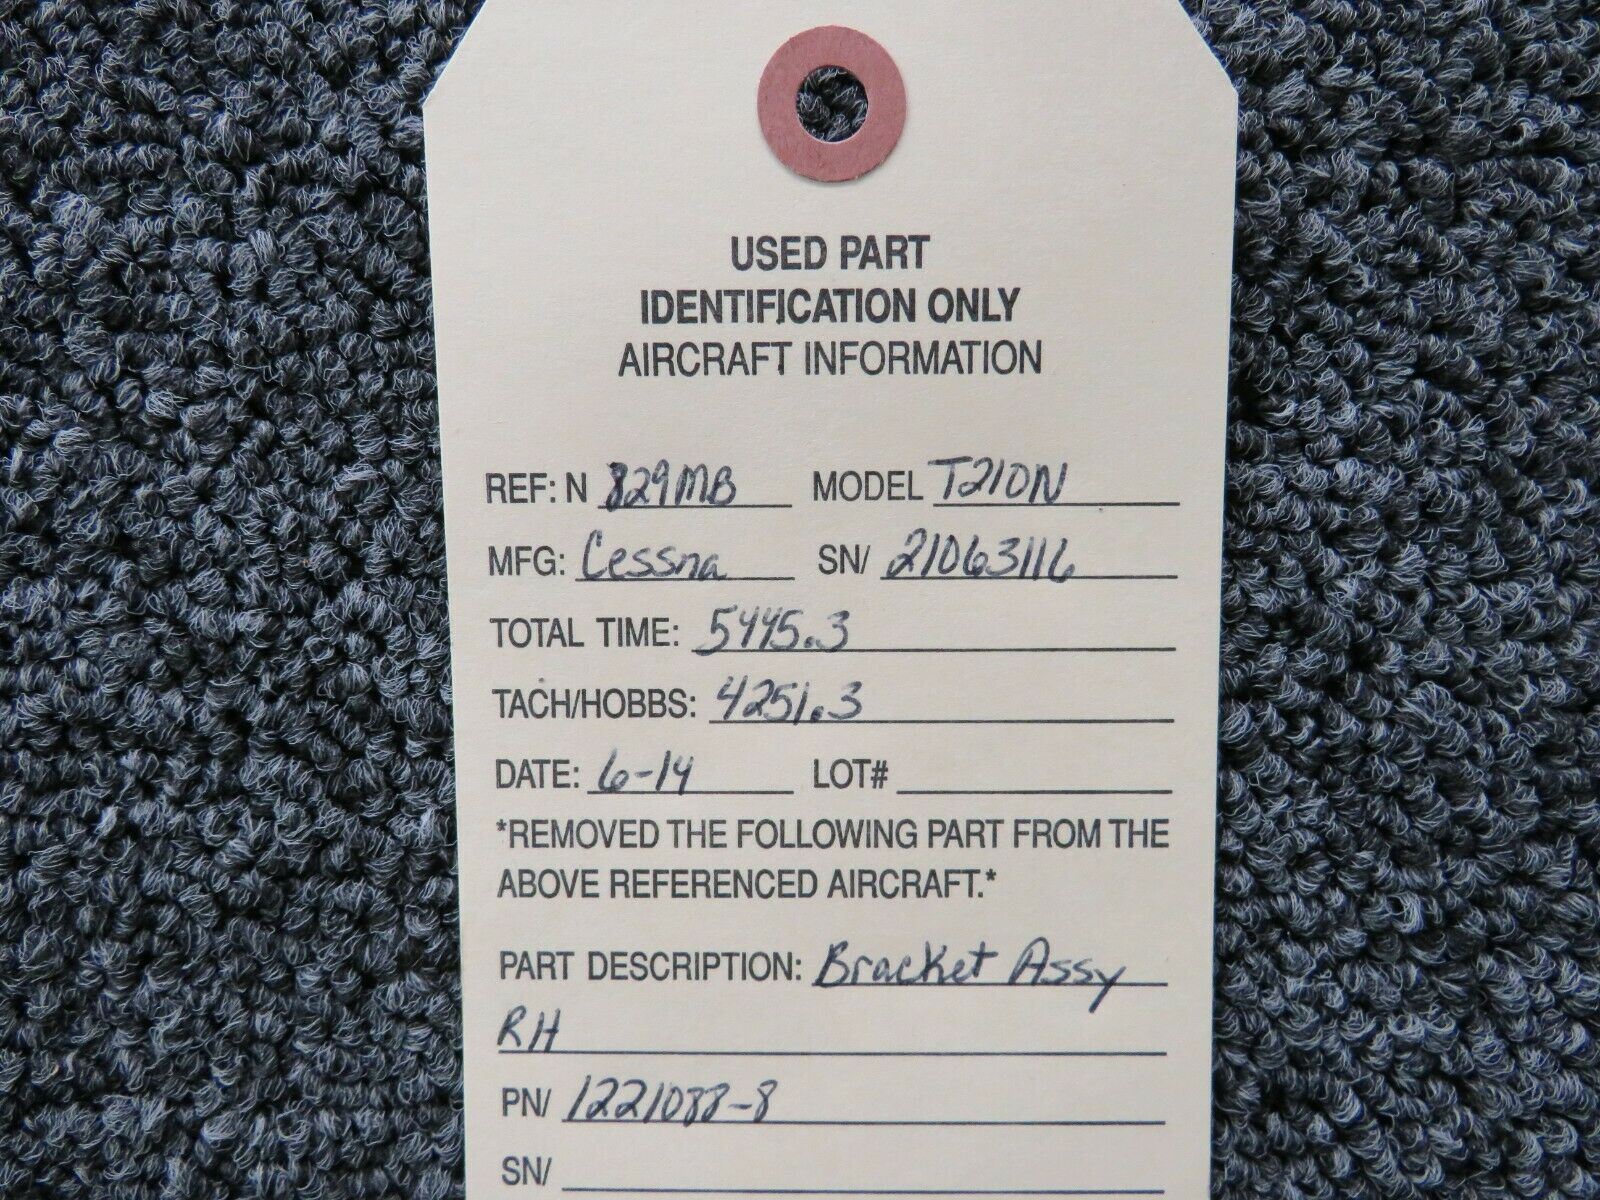 USED PART
IDENTIFICATION ONLY
AIRCRAFT INFORMATION
REF: N 829MB MODEL T210N
MFG: Cessna SN/ 21063116
TOTAL TIME: 5445.3
TACH/HOBBS: 4251.3
DATE: 6-14 LOT#
*REMOVED THE FOLLOWING PART FROM THE
ABOVE REFERENCED AIRCRAFT.*
PART DESCRIPTION: Bracket Assy
RH
PN/ 1221088-8
SN/